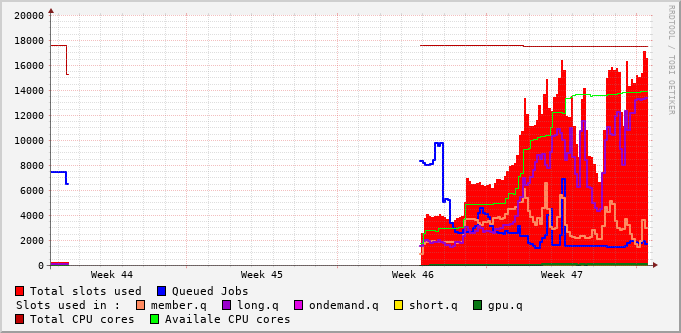 20000
18000
16000
14000
12000
10000
8000
6000
4000
2000
0
Week 44 Week 45 Week 46 Week 47
Total slots used Queued Jobs
Slots used in : member.q long.q ondemand.q short.q gpu.q
Total CPU cores Availale CPU cores
RRDTOOL / TOBI OETIKER